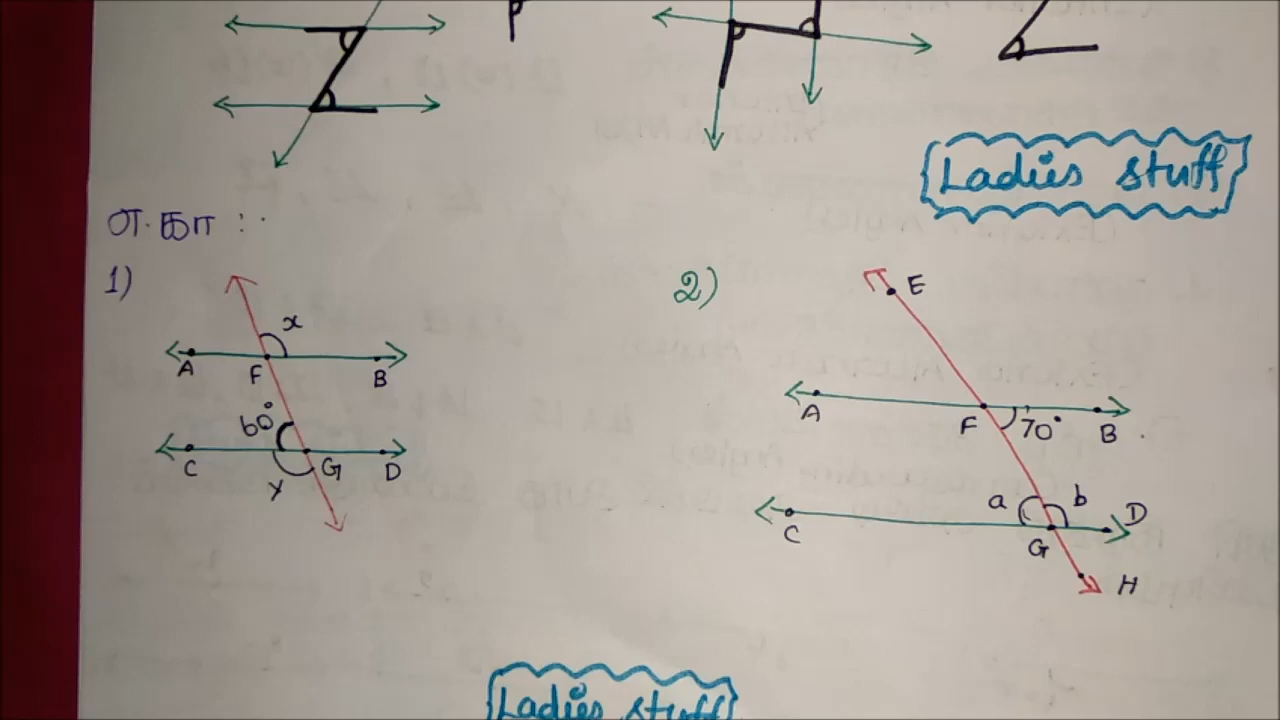 Ladies stuff
எ.கா :
1)
x
A F B
60°
C G D
y
2)
E
A F 70° B
a b D
C G
H
Ladies stuff